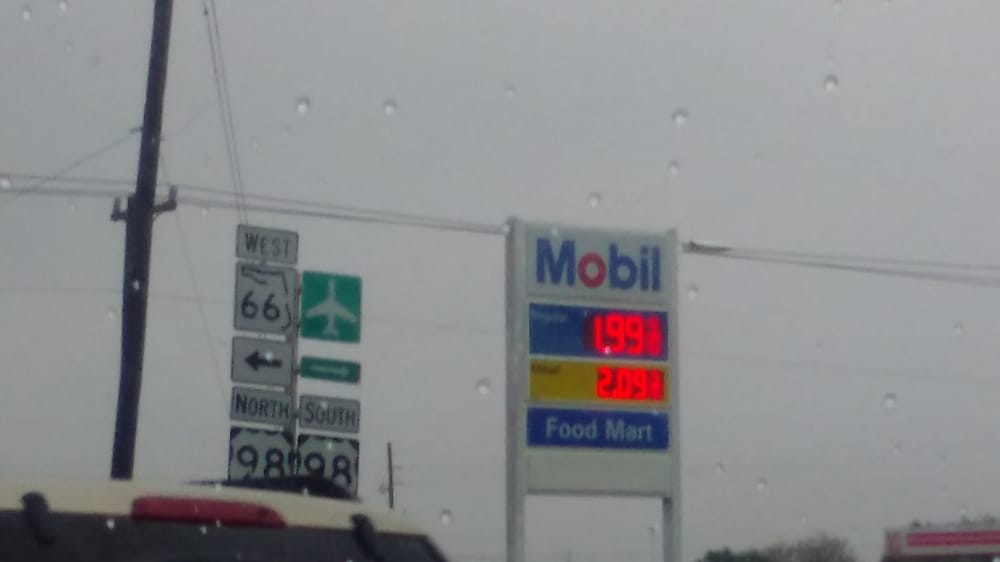 WEST
66
NORTH
98
SOUTH
98
Mobil
1.99
2.09
Food Mart